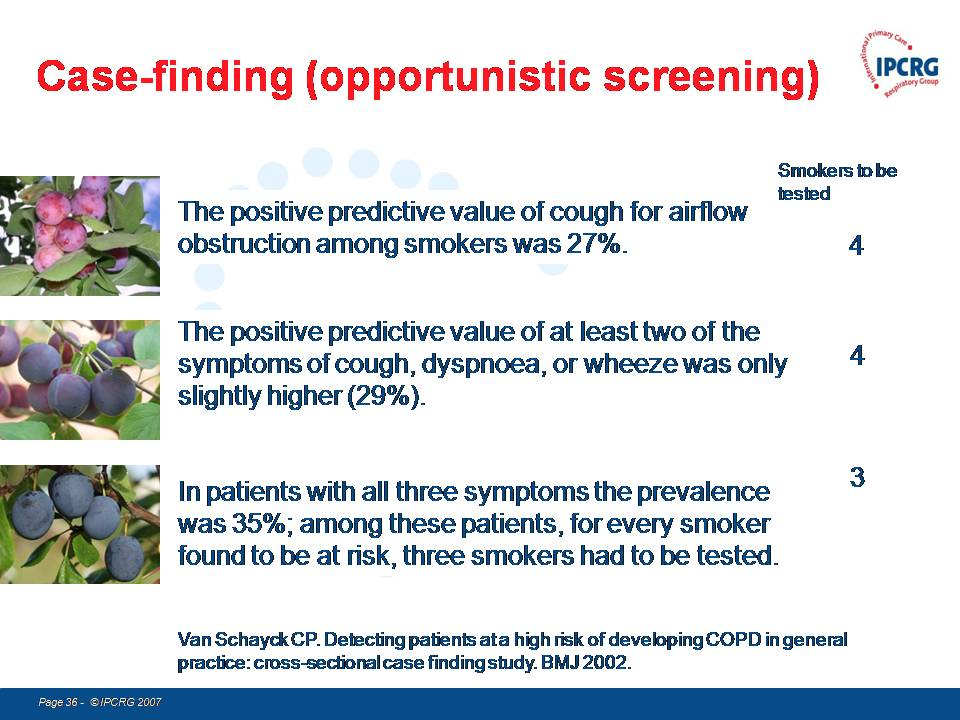 Case-finding (opportunistic screening)
International Primary Care
IPCRG
Respiratory Group
Smokers to be
tested
The positive predictive value of cough for airflow
obstruction among smokers was 27%.
4
The positive predictive value of at least two of the
symptoms of cough, dyspnoea, or wheeze was only
slightly higher (29%).
4
In patients with all three symptoms the prevalence
was 35%; among these patients, for every smoker
found to be at risk, three smokers had to be tested.
3
Van Schayck CP. Detecting patients at a high risk of developing COPD in general
practice: cross-sectional case finding study. BMJ 2002.
Page 36 - © IPCRG 2007